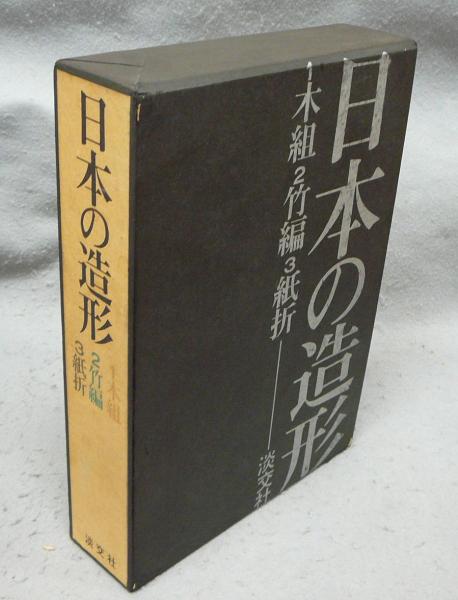 日本の造形
1木組
2竹編
3紙折
淡交社
日本の造形
1木組2竹編3紙折
淡交社